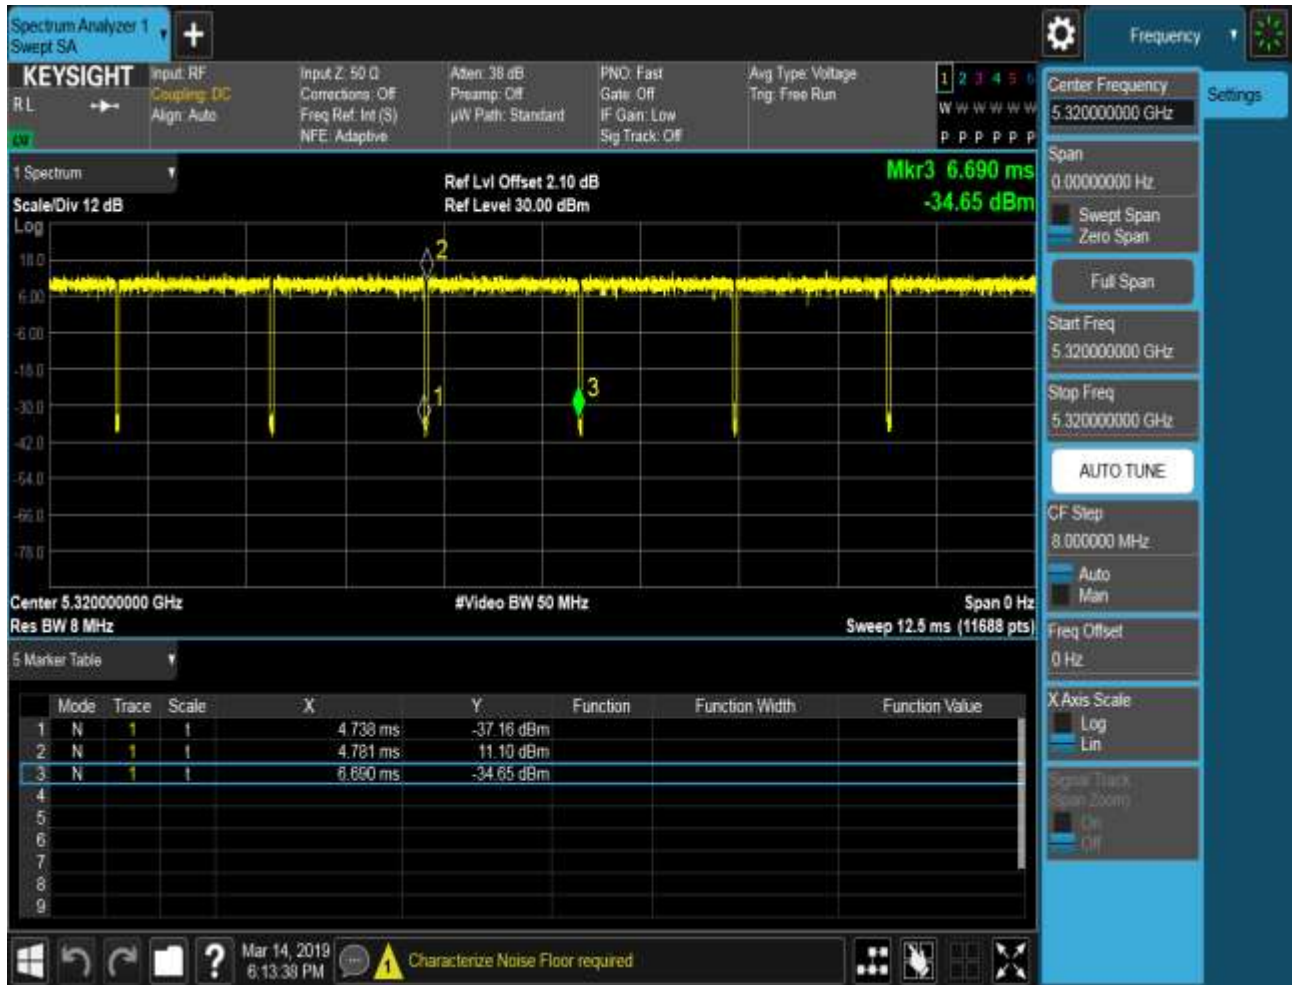 Spectrum Analyzer 1
Swept SA
Frequency
KEYSIGHT
RL
Input: RF
Coupling: DC
Align: Auto
Input Z: 50 Ω
Corrections: Off
Freq Ref: Int (S)
NFE: Adaptive
Atten: 38 dB
Preamp: Off
µW Path: Standard
PNO: Fast
Gate: Off
IF Gain: Low
Sig Track: Off
Avg Type: Voltage
Trig: Free Run
1 2 3 4 5 6
W W W W W W
P P P P P P
1 Spectrum
Scale/Div 12 dB
Log
Ref Lvl Offset 2.10 dB
Ref Level 30.00 dBm
Mkr3 6.690 ms
-34.65 dBm
18.0
6.00
-6.00
-18.0
-30.0
-42.0
-54.0
-66.0
-78.0
2
1
3
Center 5.320000000 GHz
Res BW 8 MHz
#Video BW 50 MHz
Span 0 Hz
Sweep 12.5 ms (11688 pts)
5 Marker Table
Mode Trace Scale X Y Function Function Width Function Value
1 N 1 t 4.738 ms -37.16 dBm
2 N 1 t 4.781 ms 11.10 dBm
3 N 1 t 6.690 ms -34.65 dBm
4
5
6
7
8
9
Mar 14, 2019
6:13:38 PM
1
Characterize Noise Floor required
Center Frequency
5.320000000 GHz
Settings
Span
0.00000000 Hz
Swept Span
Zero Span
Full Span
Start Freq
5.320000000 GHz
Stop Freq
5.320000000 GHz
AUTO TUNE
CF Step
8.000000 MHz
Auto
Man
Freq Offset
0 Hz
X Axis Scale
Log
Lin
Signal Track
(Span Zoom)
On
Off